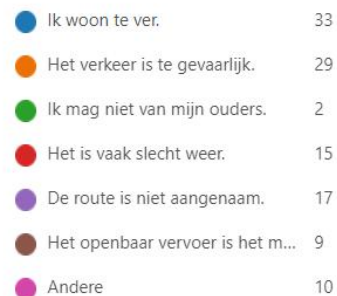 Ik woon te ver. 33
Het verkeer is te gevaarlijk. 29
Ik mag niet van mijn ouders. 2
Het is vaak slecht weer. 15
De route is niet aangenaam. 17
Het openbaar vervoer is het m... 9
Andere 10